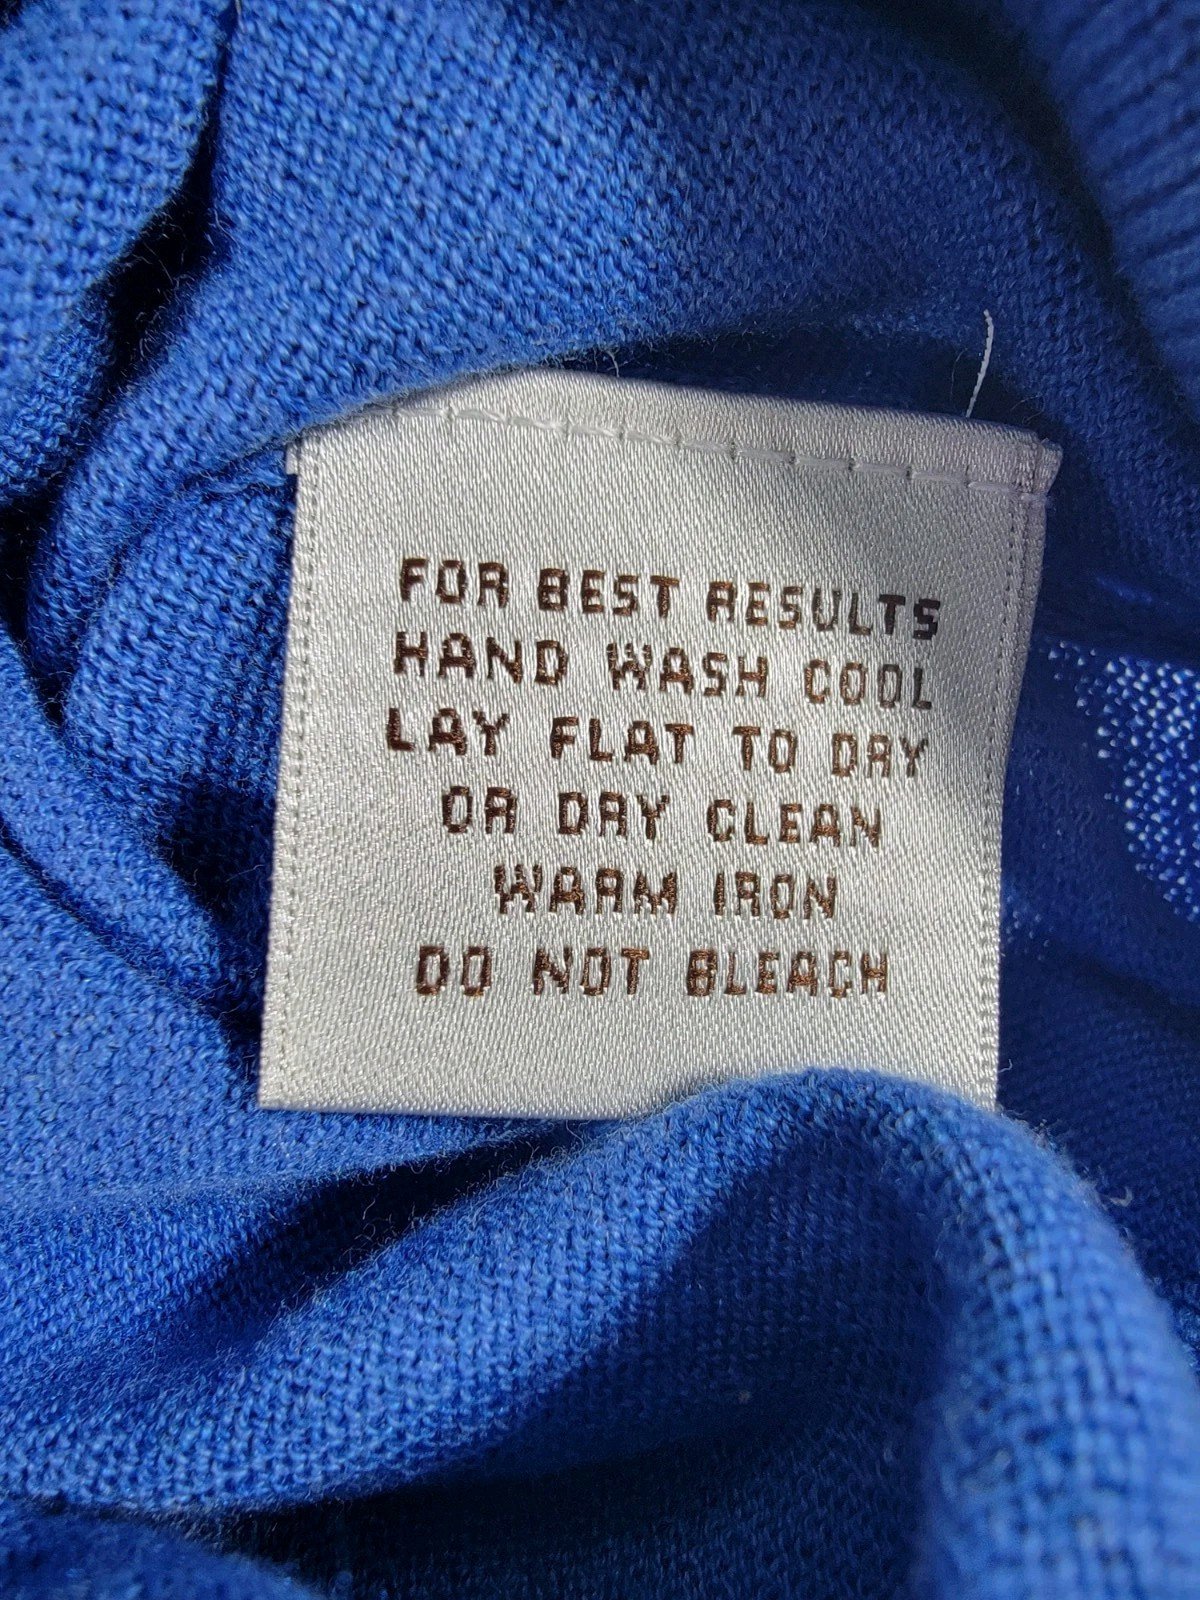 FOR BEST RESULTS
HAND WASH COOL
LAY FLAT TO DRY
OR DRY CLEAN
WARM IRON
DO NOT BLEACH